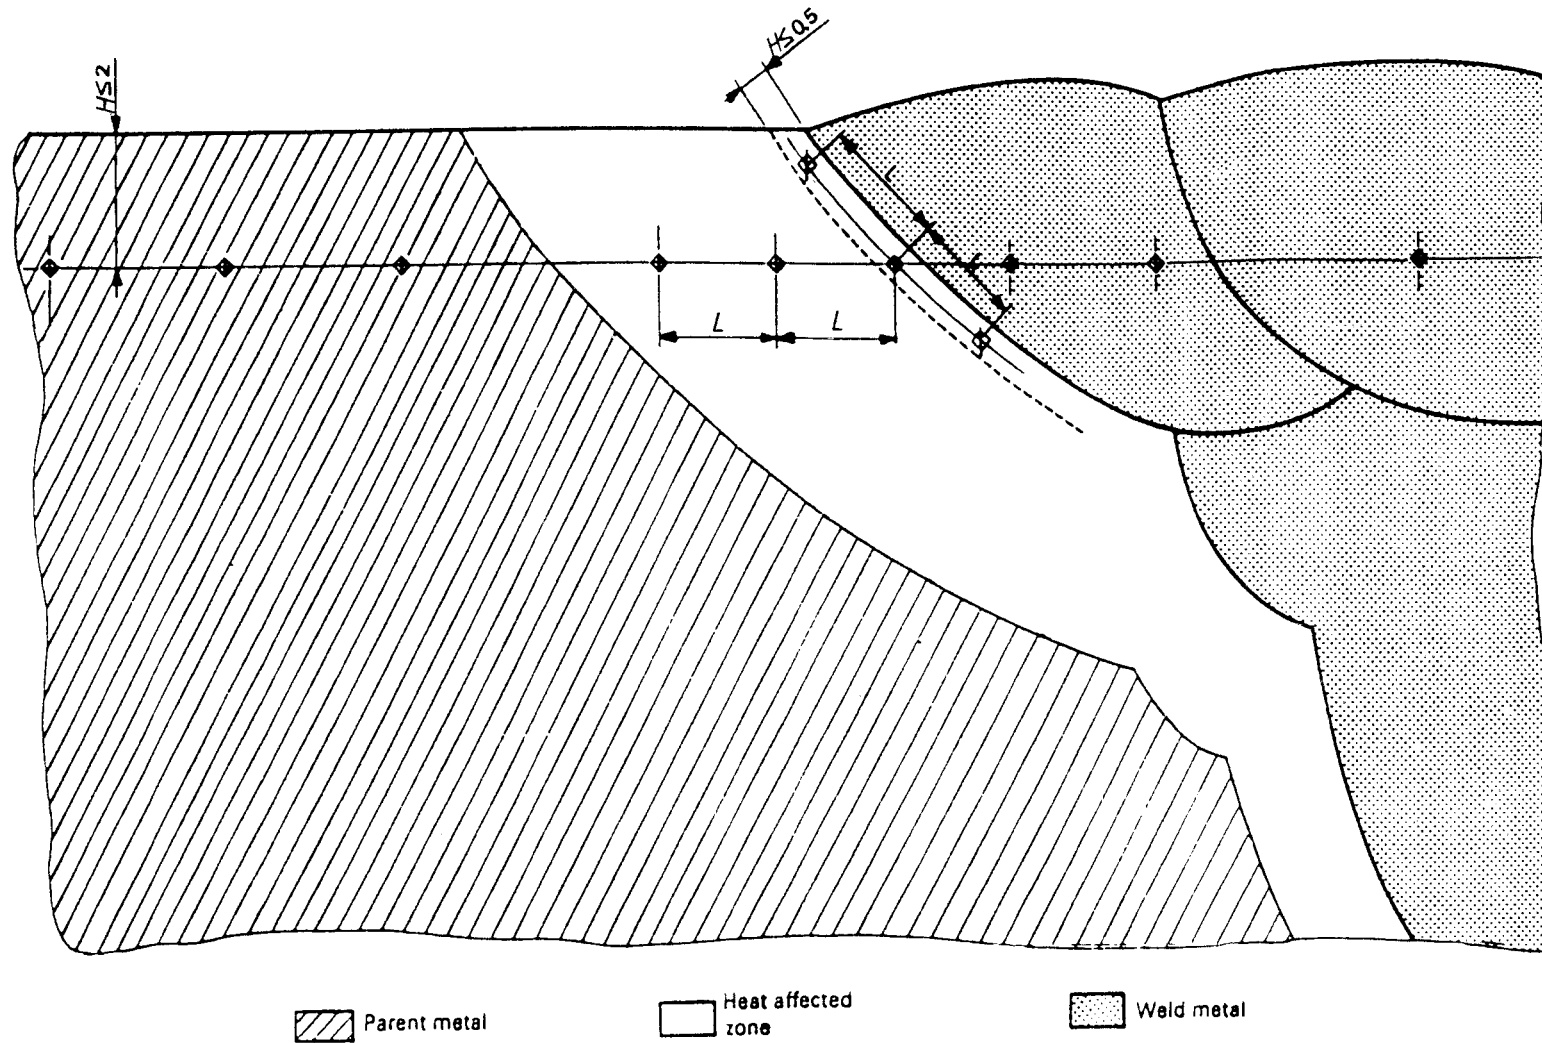 H≤2
H≤0,5
L
L
L
L
Parent metal
Heat affected
zone
Weld metal